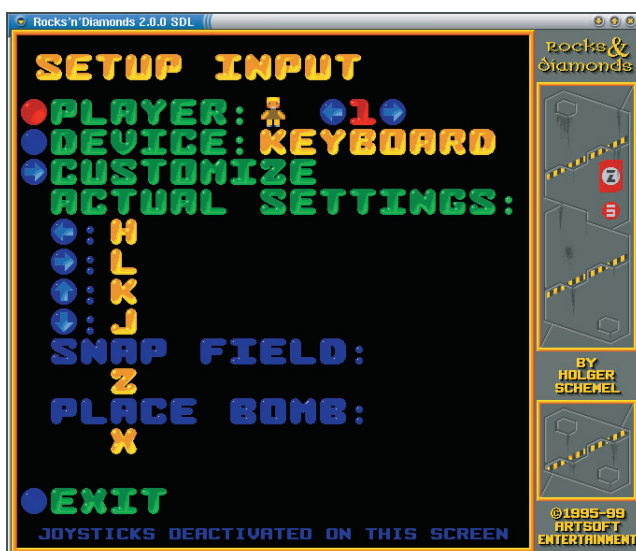 Rocks'n'Diamonds 2.0.0 SDL
SETUP INPUT
PLAYER: 1
DEVICE: KEYBOARD
CUSTOMIZE
ACTUAL SETTINGS:
: H
: L
: K
: J
SNAP FIELD:
Z
PLACE BOMB:
X
EXIT
JOYSTICKS DEACTIVATED ON THIS SCREEN
Rocks&
diamonds
BY
HOLGER
SCHEMEL
©1995-99
ARTSOFT
ENTERTAINMENT